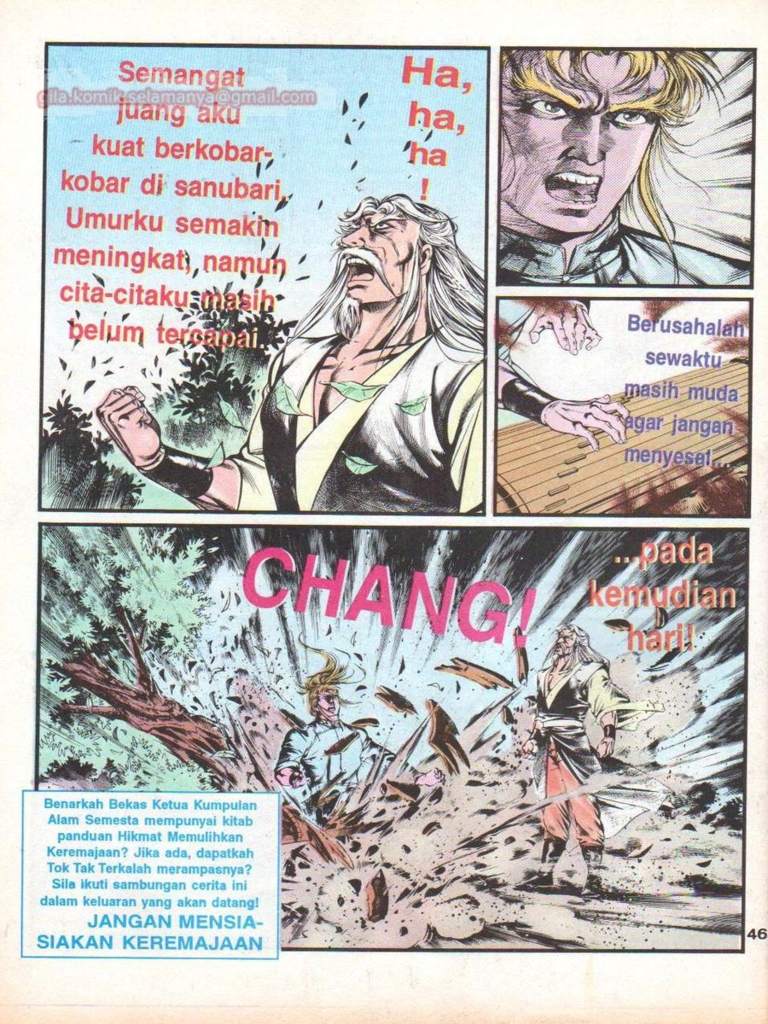 Semangat
gila.komik.selamanya@gmail.com
juang aku
kuat berkobar-
kobar di sanubari.
Umurku semakin
meningkat, namun
cita-citaku masih
belum tercapai.
Ha,
ha,
ha
!
Berusahalah
sewaktu
masih muda
agar jangan
menyesal...
CHANG!
...pada
kemudian
hari!
Benarkah Bekas Ketua Kumpulan
Alam Semesta mempunyai kitab
panduan Hikmat Memulihkan
Keremajaan? Jika ada, dapatkah
Tok Tak Terkalah merampasnya?
Sila ikuti sambungan cerita ini
dalam keluaran yang akan datang!
JANGAN MENSIA-
SIAKAN KEREMAJAAN
46